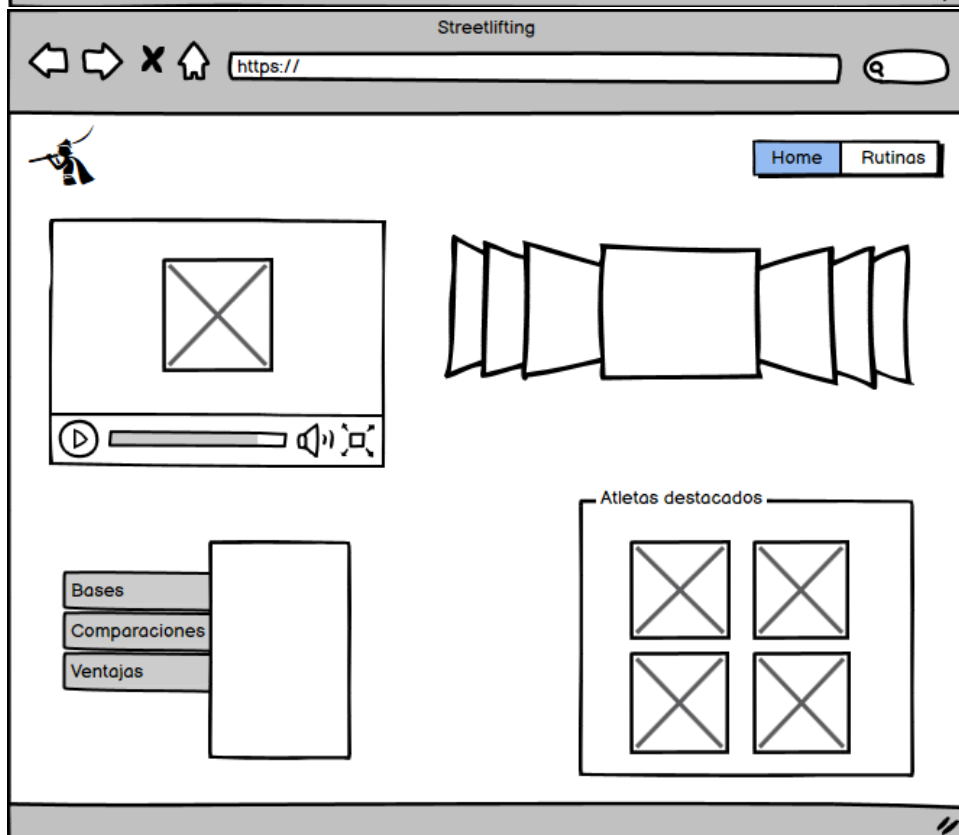 Streetlifting
https://
Home Rutinas
Atletas destacados
Bases
Comparaciones
Ventajas